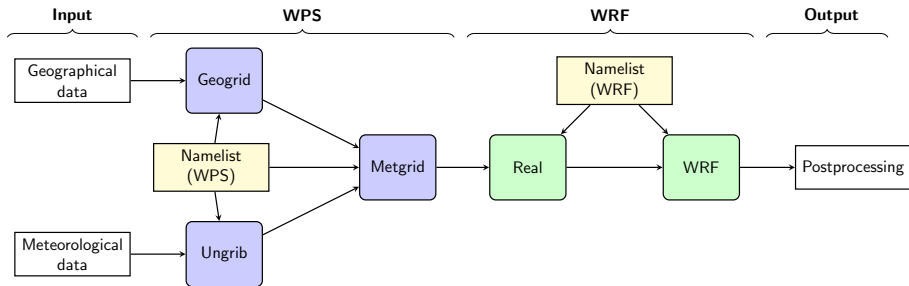 Input
WPS
WRF
Output
Geographical
data
Geogrid
Namelist
(WRF)
Namelist
(WPS)
Metgrid
Real
WRF
Postprocessing
Meteorological
data
Ungrib